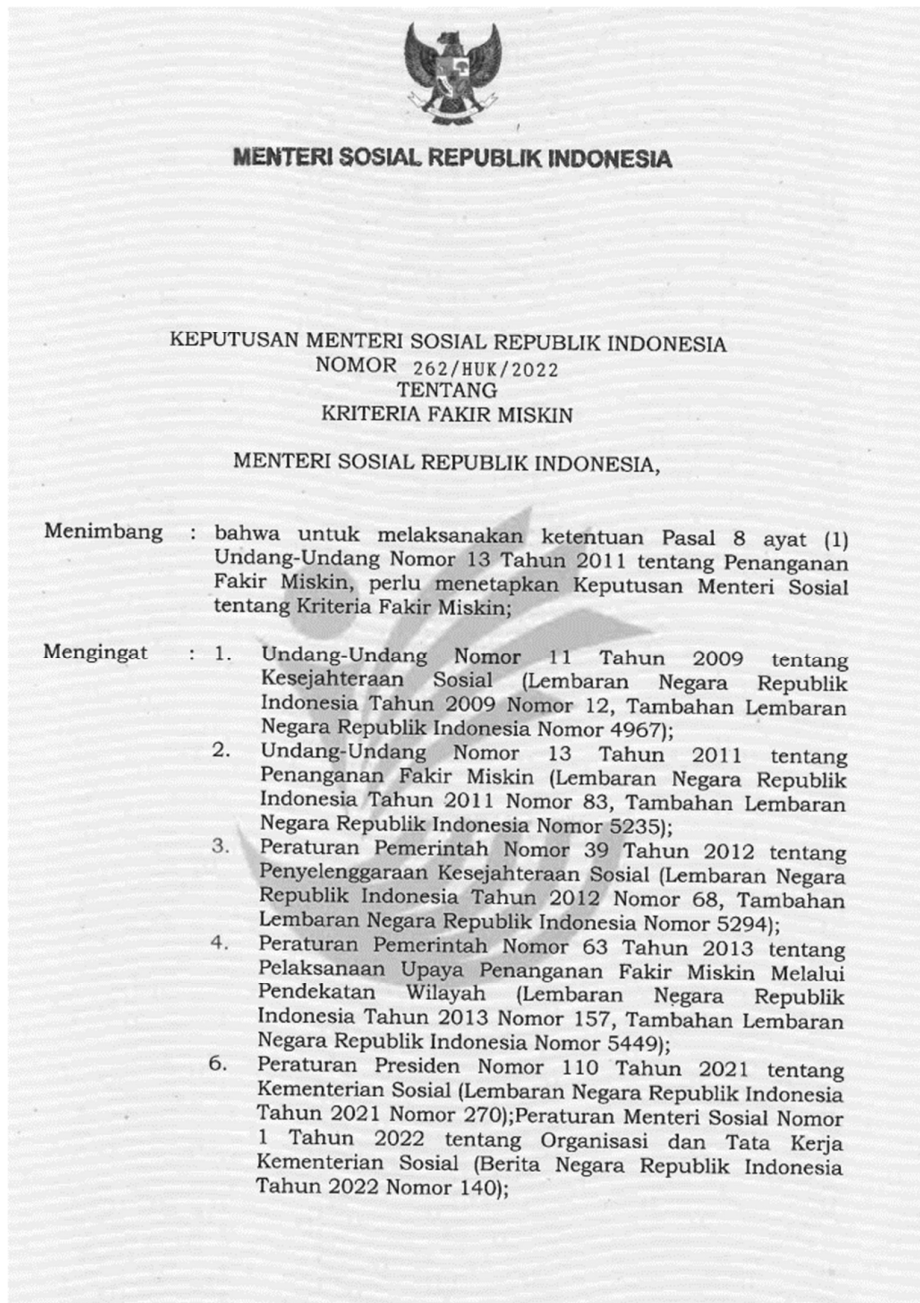 MENTERI SOSIAL REPUBLIK INDONESIA
KEPUTUSAN MENTERI SOSIAL REPUBLIK INDONESIA
NOMOR 262/HUK/2022
TENTANG
KRITERIA FAKIR MISKIN
MENTERI SOSIAL REPUBLIK INDONESIA,
Menimbang : bahwa untuk melaksanakan ketentuan Pasal 8 ayat (1)
Undang-Undang Nomor 13 Tahun 2011 tentang Penanganan
Fakir Miskin, perlu menetapkan Keputusan Menteri Sosial
tentang Kriteria Fakir Miskin;
Mengingat : 1. Undang-Undang Nomor 11 Tahun 2009 tentang
Kesejahteraan Sosial (Lembaran Negara Republik
Indonesia Tahun 2009 Nomor 12, Tambahan Lembaran
Negara Republik Indonesia Nomor 4967);
2. Undang-Undang Nomor 13 Tahun 2011 tentang
Penanganan Fakir Miskin (Lembaran Negara Republik
Indonesia Tahun 2011 Nomor 83, Tambahan Lembaran
Negara Republik Indonesia Nomor 5235);
3. Peraturan Pemerintah Nomor 39 Tahun 2012 tentang
Penyelenggaraan Kesejahteraan Sosial (Lembaran Negara
Republik Indonesia Tahun 2012 Nomor 68, Tambahan
Lembaran Negara Republik Indonesia Nomor 5294);
4. Peraturan Pemerintah Nomor 63 Tahun 2013 tentang
Pelaksanaan Upaya Penanganan Fakir Miskin Melalui
Pendekatan Wilayah (Lembaran Negara Republik
Indonesia Tahun 2013 Nomor 157, Tambahan Lembaran
Negara Republik Indonesia Nomor 5449);
6. Peraturan Presiden Nomor 110 Tahun 2021 tentang
Kementerian Sosial (Lembaran Negara Republik Indonesia
Tahun 2021 Nomor 270);Peraturan Menteri Sosial Nomor
1 Tahun 2022 tentang Organisasi dan Tata Kerja
Kementerian Sosial (Berita Negara Republik Indonesia
Tahun 2022 Nomor 140);